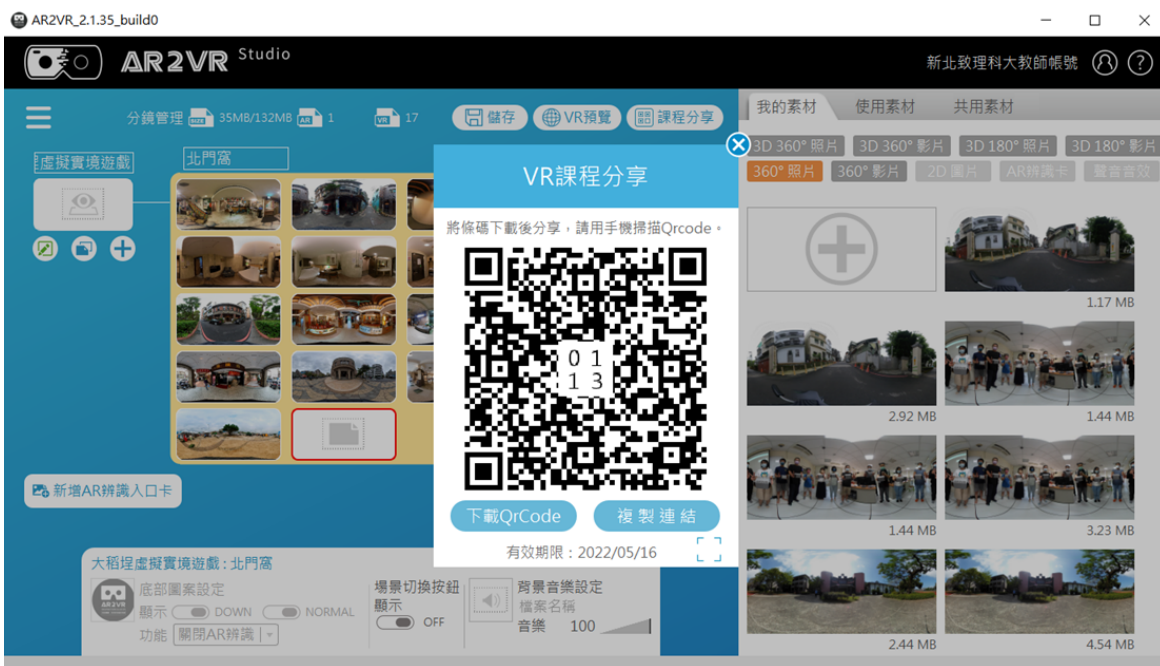 AR2VR_2.1.35_build0
AR2VR Studio
新北致理科大教師帳號
分鏡管理 SIZE 35MB/132MB AR 1 VR 17
儲存
VR預覽
課程分享
我的素材 使用素材 共用素材
3D 360° 照片 3D 360° 影片 3D 180° 照片 3D 180° 影片
360° 照片 360° 影片 2D 圖片 AR辨識卡 聲音音效
虛擬實境遊戲
北門窩
VR課程分享
將條碼下載後分享，請用手機掃描Qrcode。
01
13
下載QrCode
複製連結
有效期限：2022/05/16
1.17 MB
2.92 MB
1.44 MB
1.44 MB
3.23 MB
2.44 MB
4.54 MB
新增AR辨識入口卡
大稻埕虛擬實境遊戲 : 北門窩
底部圖案設定
AR2VR
顯示 DOWN NORMAL
功能 關閉AR辨識
場景切換按鈕
顯示
OFF
背景音樂設定
檔案名稱
音樂 100